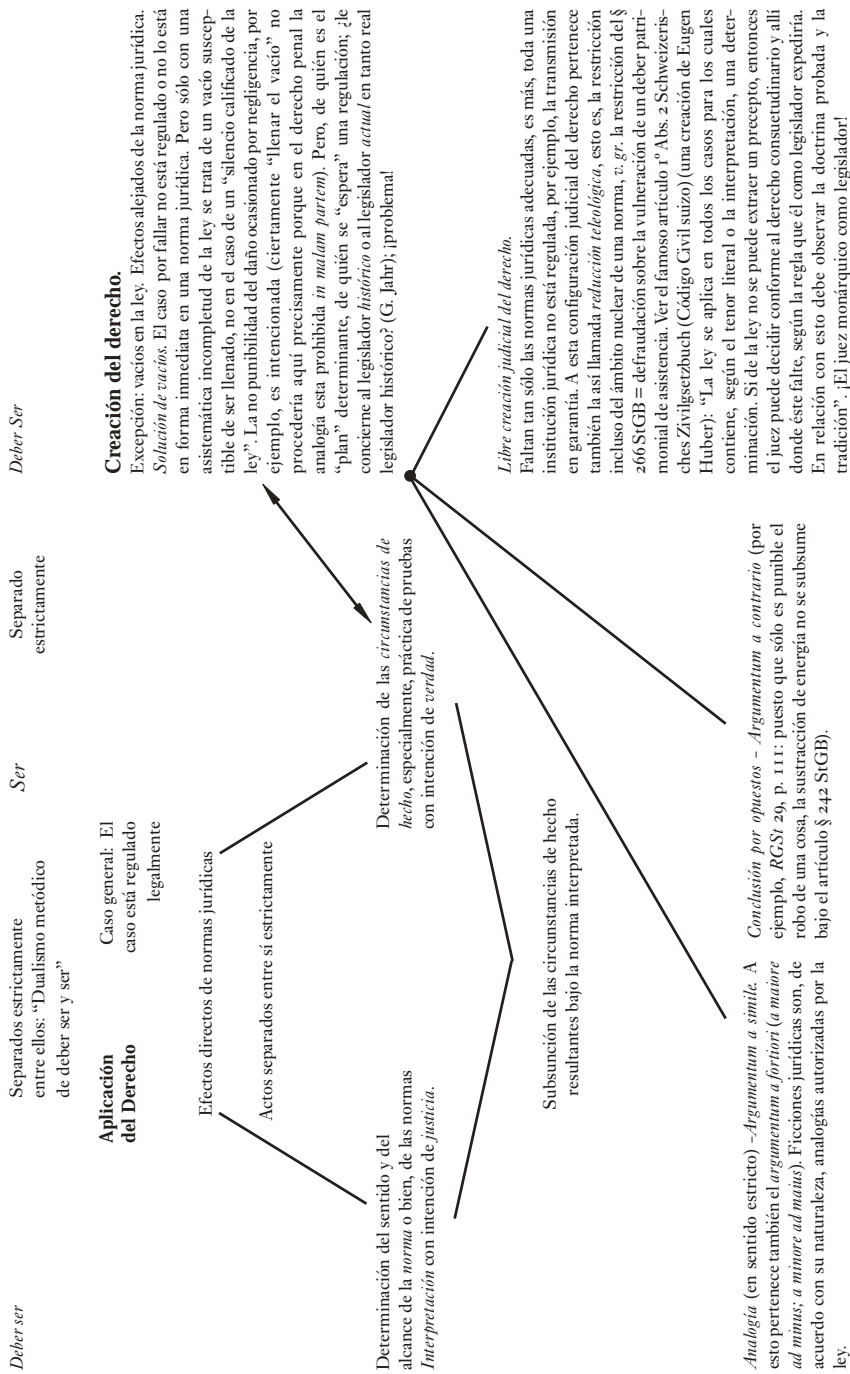 Deber ser
Separados estrictamente
entre ellos: “Dualismo metódico
de deber ser y ser”
Ser
Separado
estrictamente
Deber Ser
Aplicación
del Derecho
Caso general: El
caso está regulado
legalmente
Efectos directos de normas jurídicas
Actos separados entre sí estrictamente
Determinación del sentido y del
alcance de la norma o bien, de las normas
Interpretación con intención de justicia.
Determinación de las circunstancias de
hecho, especialmente, práctica de pruebas
con intención de verdad.
Subsunción de las circunstancias de hecho
resultantes bajo la norma interpretada.
Creación del derecho.
Excepción: vacíos en la ley. Efectos alejados de la norma jurídica.
Solución de vacíos. El caso por fallar no está regulado o no lo está
en forma inmediata en una norma jurídica. Pero sólo con una
asistemática incompletud de la ley se trata de un vacío suscep-
tible de ser llenado, no en el caso de un “silencio calificado de la
ley”. La no punibilidad del daño ocasionado por negligencia, por
ejemplo, es intencionada (ciertamente “llenar el vacío” no
procedería aquí precisamente porque en el derecho penal la
analogía esta prohibida in malam partem). Pero, de quién es el
“plan” determinante, de quién se “espera” una regulación; ¿le
concierne al legislador histórico o al legislador actual en tanto real
legislador histórico? (G. Jahr); ¡problema!
Libre creación judicial del derecho.
Faltan tan sólo las normas jurídicas adecuadas, es más, toda una
institución jurídica no está regulada, por ejemplo, la transmisión
en garantía. A esta configuración judicial del derecho pertenece
también la así llamada reducción teleológica, esto es, la restricción
incluso del ámbito nuclear de una norma, v. gr. la restricción del §
266 StGB = defraudación sobre la vulneración de un deber patri-
monial de asistencia. Ver el famoso artículo 1º Abs. 2 Schweizeris-
ches Zivilgsetzbuch (Código Civil suizo) (una creación de Eugen
Huber): “La ley se aplica en todos los casos para los cuales
contiene, según el tenor literal o la interpretación, una deter-
minación. Si de la ley no se puede extraer un precepto, entonces
el juez puede decidir conforme al derecho consuetudinario y allí
donde éste falte, según la regla que él como legislador expediría.
En relación con esto debe observar la doctrina probada y la
tradición”. ¡El juez monárquico como legislador!
Analogía (en sentido estricto) –Argumentum a simile. A
esto pertenece también el argumentum a fortiori (a maiore
ad minus; a minore ad maius). Ficciones jurídicas son, de
acuerdo con su naturaleza, analogías autorizadas por la
ley.
Conclusión por opuestos – Argumentum a contrario (por
ejemplo, RGSt 29, p. 111: puesto que sólo es punible el
robo de una cosa, la sustracción de energía no se subsume
bajo el artículo § 242 StGB).